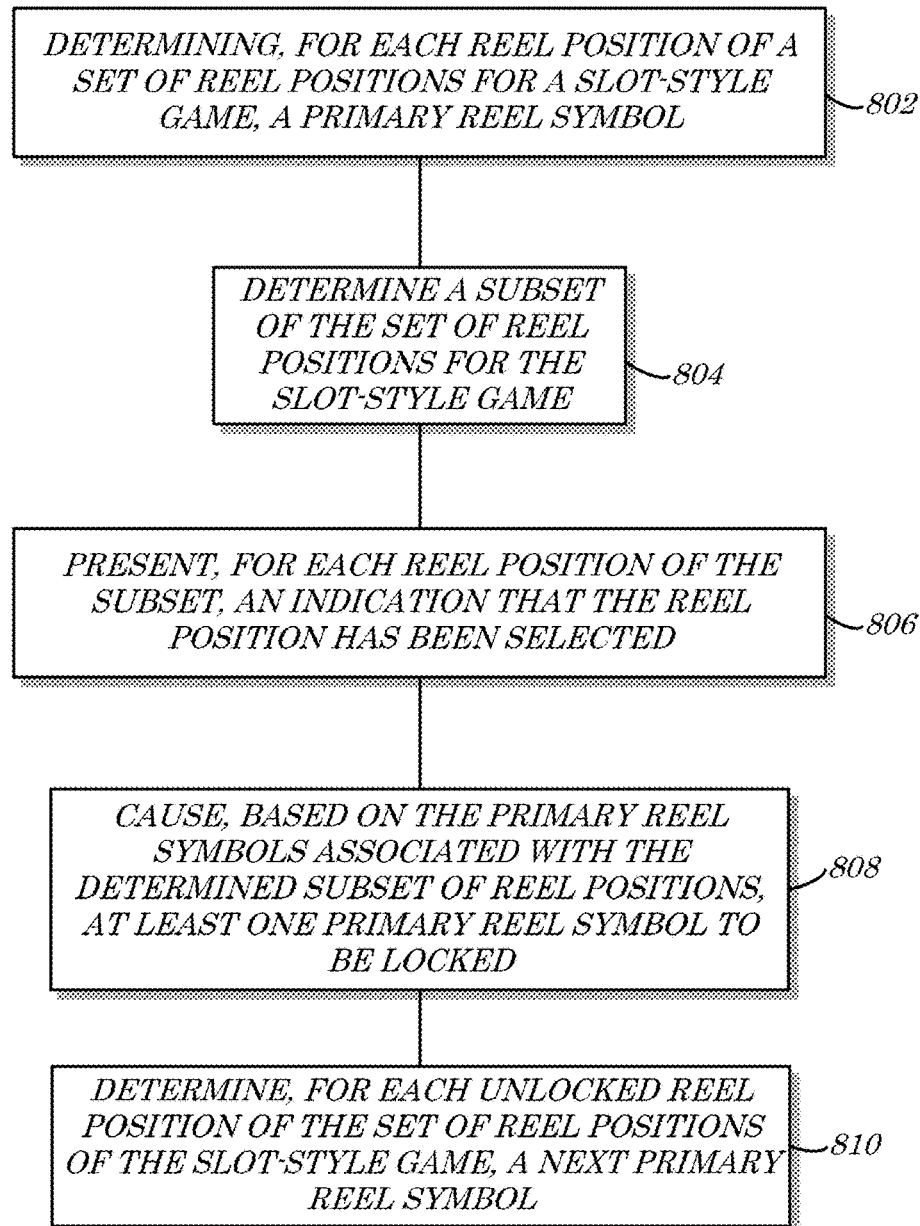 DETERMINING, FOR EACH REEL POSITION OF A
SET OF REEL POSITIONS FOR A SLOT-STYLE
GAME, A PRIMARY REEL SYMBOL
802
DETERMINE A SUBSET
OF THE SET OF REEL
POSITIONS FOR THE
SLOT-STYLE GAME
804
PRESENT, FOR EACH REEL POSITION OF THE
SUBSET, AN INDICATION THAT THE REEL
POSITION HAS BEEN SELECTED
806
CAUSE, BASED ON THE PRIMARY REEL
SYMBOLS ASSOCIATED WITH THE
DETERMINED SUBSET OF REEL POSITIONS,
AT LEAST ONE PRIMARY REEL SYMBOL TO
BE LOCKED
808
DETERMINE, FOR EACH UNLOCKED REEL
POSITION OF THE SET OF REEL POSITIONS
OF THE SLOT-STYLE GAME, A NEXT PRIMARY
REEL SYMBOL
810